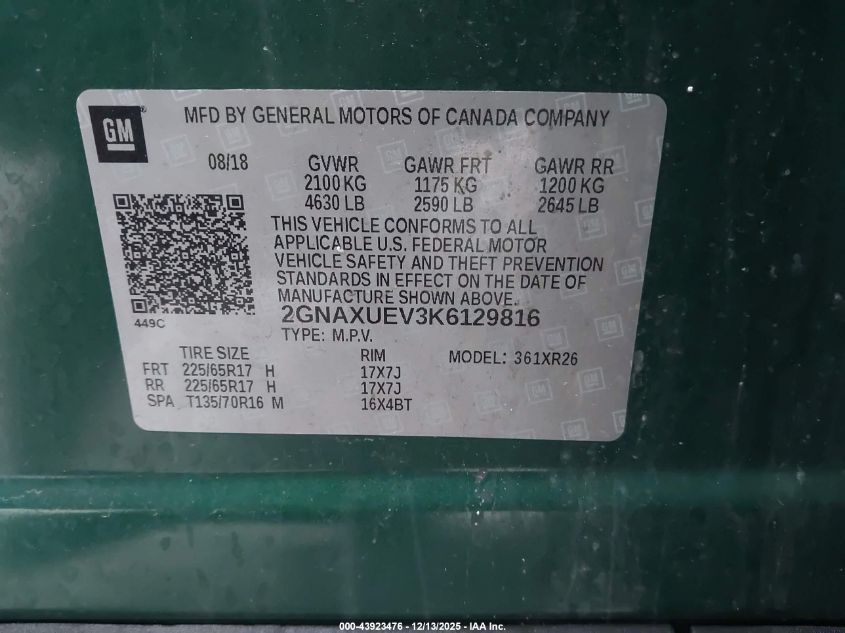 GM
MFD BY GENERAL MOTORS OF CANADA COMPANY
08/18 GVWR GAWR FRT GAWR RR
2100 KG 1175 KG 1200 KG
4630 LB 2590 LB 2645 LB
THIS VEHICLE CONFORMS TO ALL
APPLICABLE U.S. FEDERAL MOTOR
VEHICLE SAFETY AND THEFT PREVENTION
STANDARDS IN EFFECT ON THE DATE OF
MANUFACTURE SHOWN ABOVE.
449C
2GNAXUEV3K6129816
TYPE: M.P.V.
TIRE SIZE RIM MODEL: 361XR26
FRT 225/65R17 H 17X7J
RR 225/65R17 H 17X7J
SPA T135/70R16 M 16X4BT
000-43923476 - 12/13/2025 - IAA Inc.